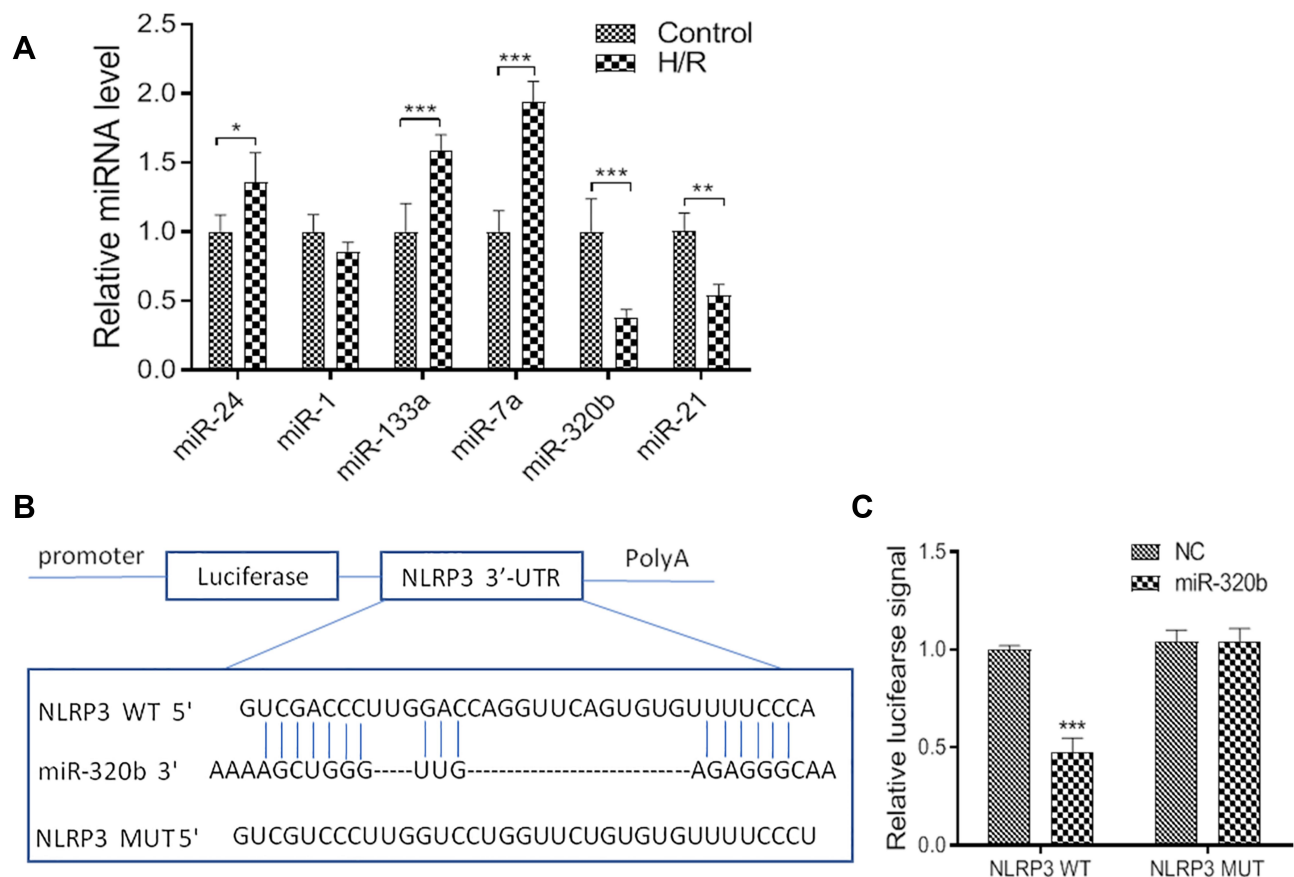 A
Relative miRNA level
2.5
2.0
1.5
1.0
0.5
0.0
Control
H/R
*
***
***
***
**
miR-24
miR-1
miR-133a
miR-7a
miR-320b
miR-21
B
promoter
Luciferase
NLRP3 3'-UTR
PolyA
NLRP3 WT 5' GUCGACCCUUGGACCAGGUUCAGUGUGUUUUCCCA
miR-320b 3' AAAAGCUGGG-----UUG-----------------------------AGAGGGCAA
NLRP3 MUT 5' GUCGUCCCUUGGUCCUGGUUCUGUGUGUUUUCCCU
C
Relative lucifearse signal
1.5
1.0
0.5
0.0
NC
miR-320b
***
NLRP3 WT
NLRP3 MUT